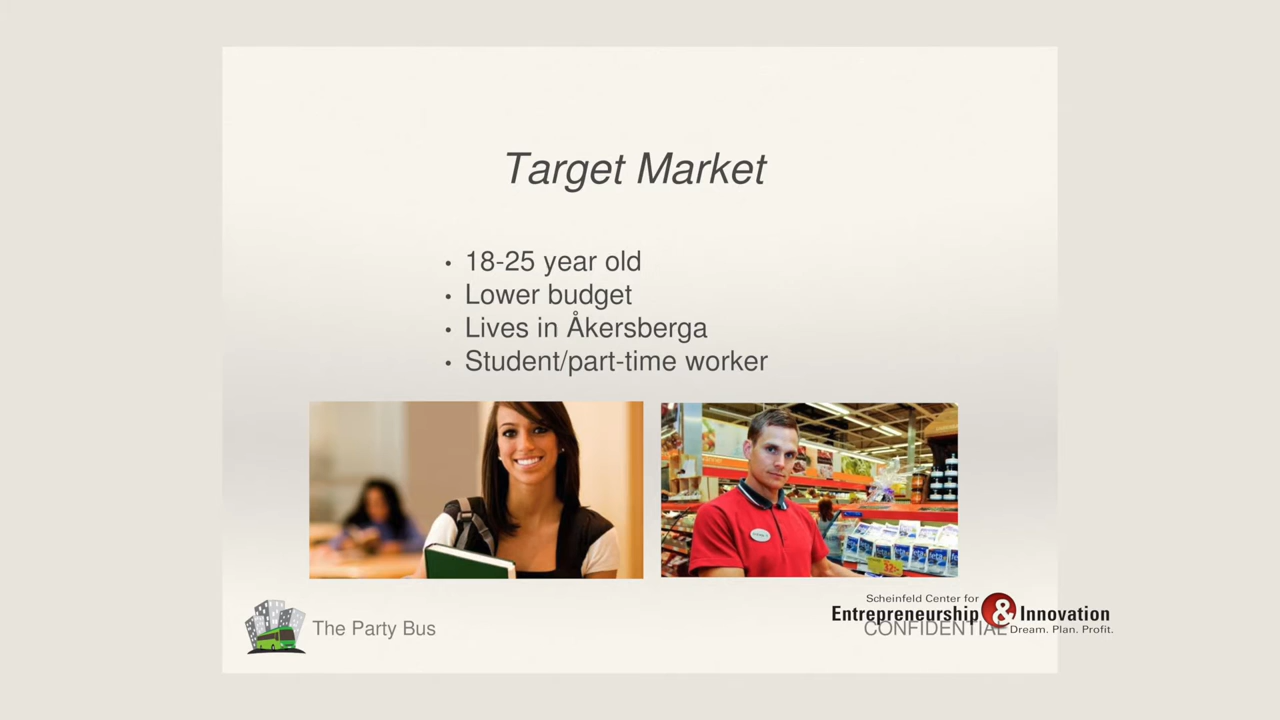 Target Market
• 18-25 year old
• Lower budget
• Lives in Åkersberga
• Student/part-time worker
32:-
The Party Bus
Scheinfeld Center for
Entrepreneurship & Innovation
CONFIDENTIAL
Dream. Plan. Profit.